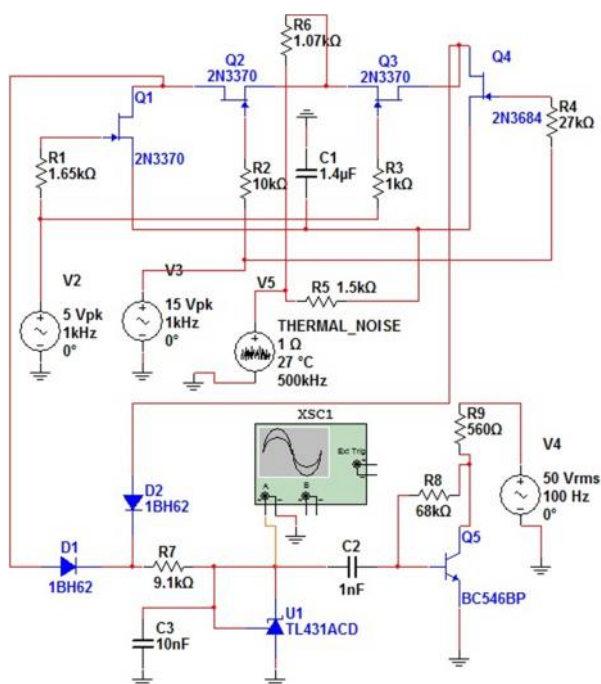 R6
1.07kΩ
Q2
2N3370
Q3
2N3370
Q4
2N3684
Q1
2N3370
R4
27kΩ
R1
1.65kΩ
R2
10kΩ
C1
1.4µF
R3
1kΩ
V2
5 Vpk
1kHz
0°
V3
15 Vpk
1kHz
0°
V5
R5 1.5kΩ
THERMAL_NOISE
1 Ω
27 °C
500kHz
XSC1
Ext Trig
A
B
R9
560Ω
V4
50 Vrms
100 Hz
0°
R8
68kΩ
D2
1BH62
D1
1BH62
R7
9.1kΩ
C2
1nF
Q5
BC546BP
U1
TL431ACD
C3
10nF